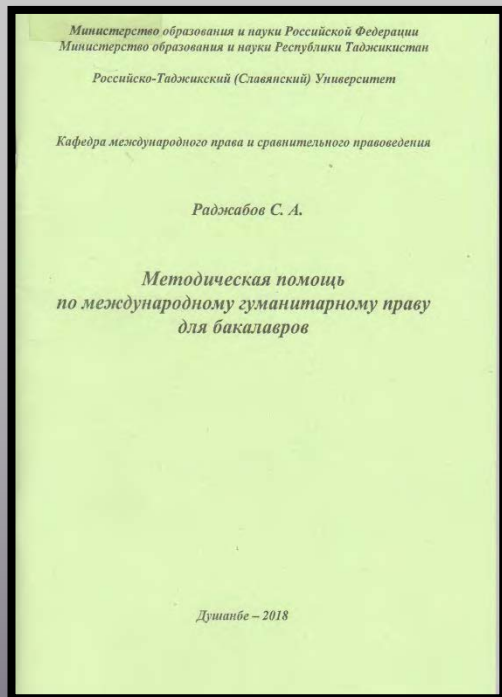 Министерство образования и науки Российской Федерации
Министерство образования и науки Республики Таджикистан
Российско-Таджикский (Славянский) Университет
Кафедра международного права и сравнительного правоведения
Раджабов С. А.
Методическая помощь
по международному гуманитарному праву
для бакалавров
Душанбе – 2018